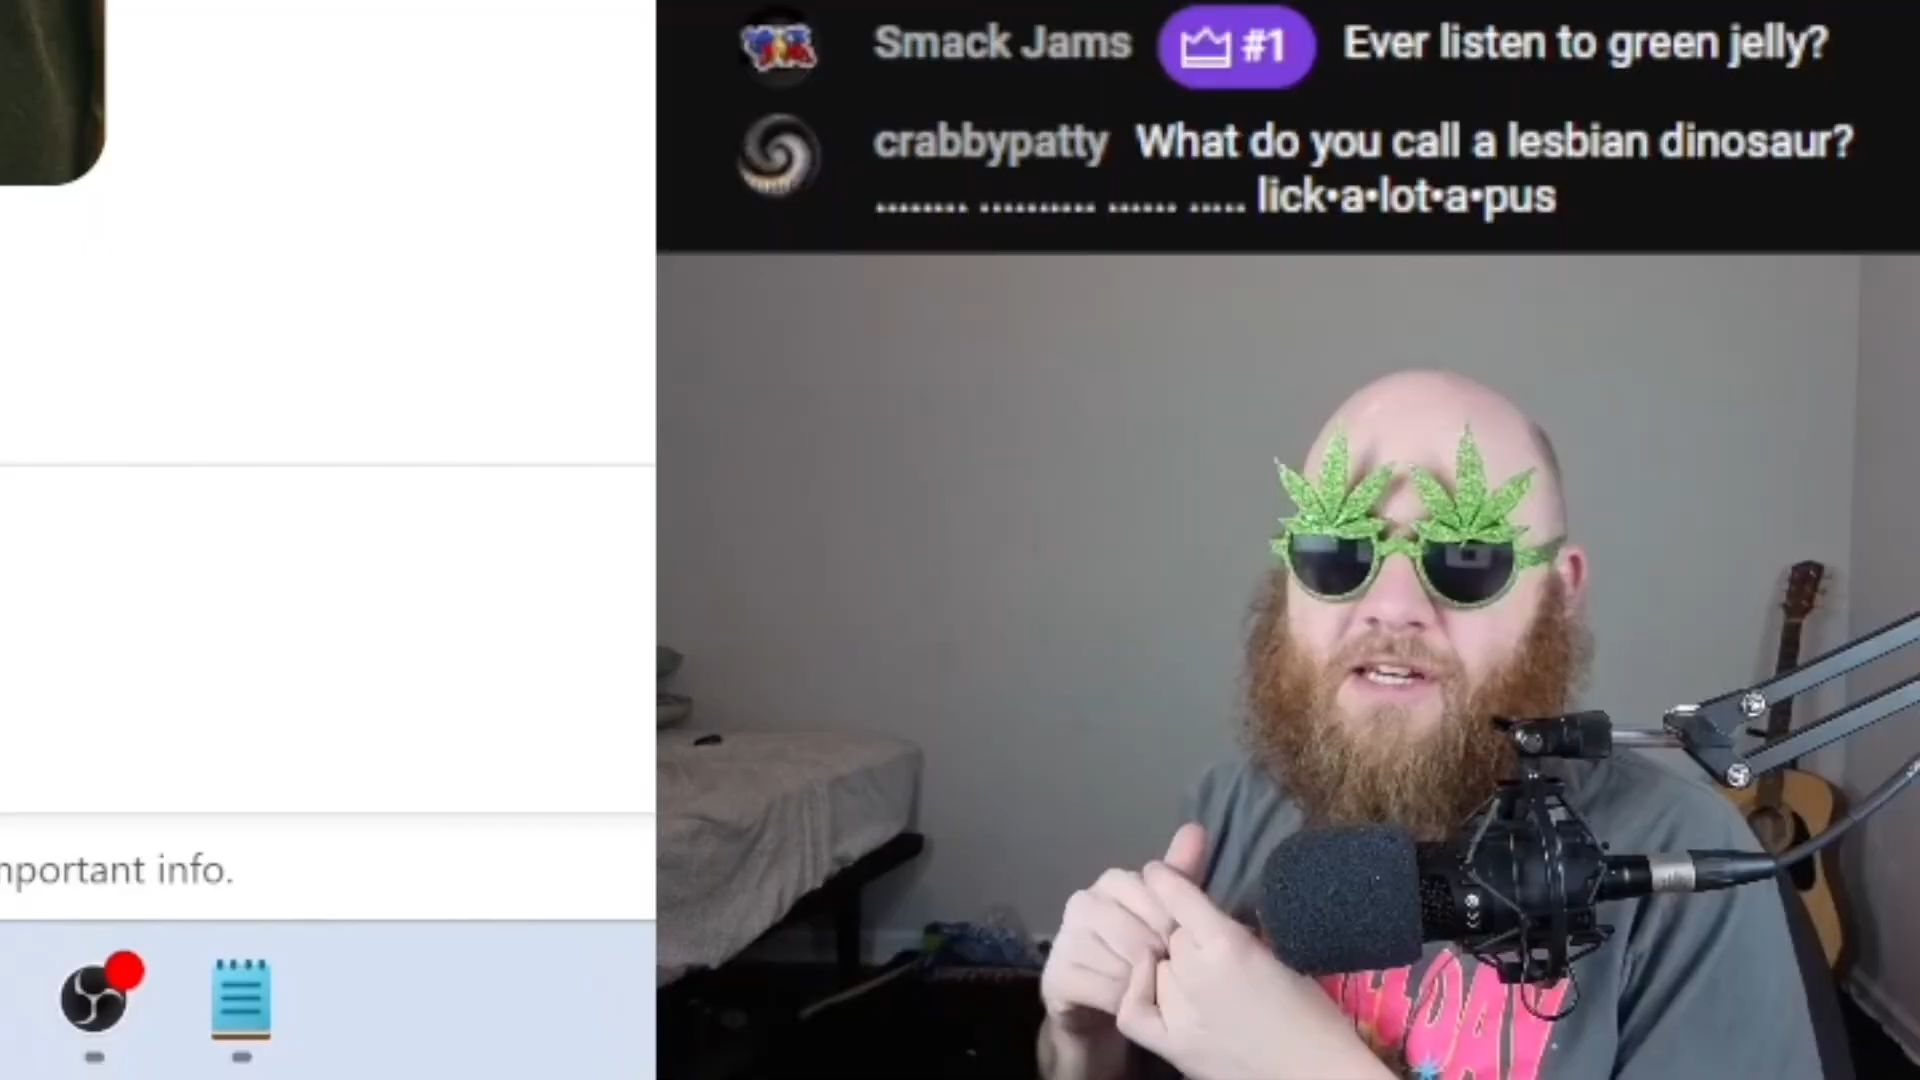 Smack Jams #1 Ever listen to green jelly?
crabbypatty What do you call a lesbian dinosaur?
........ .......... ...... ..... lick•a•lot•a•pus
mportant info.